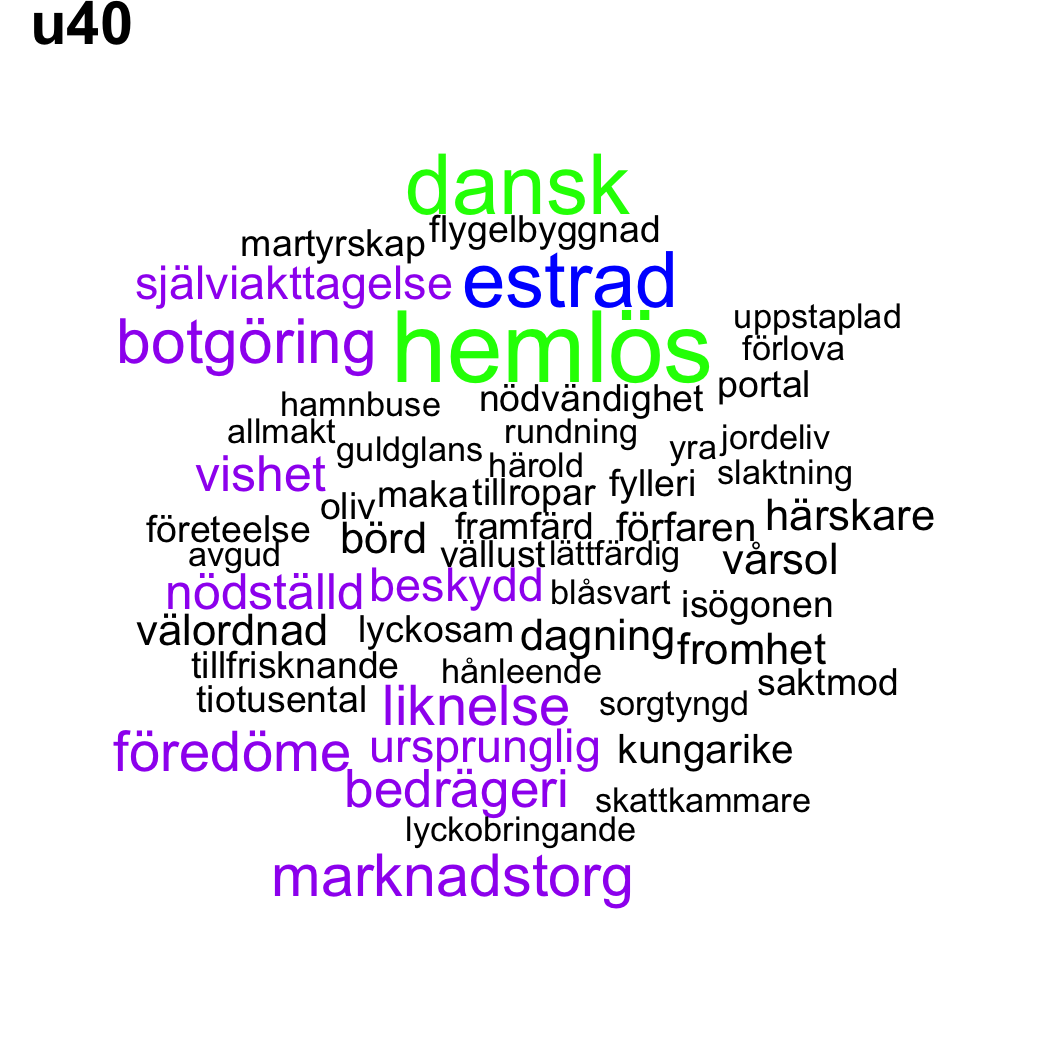 u40
dansk
martyrskap flygelbyggnad
själviakttagelse estrad
uppstaplad
botgöring hemlös förlova
hamnbuse nödvändighet portal
allmakt rundning yra jordeliv
guldglans härold slaktning
vishet fylleri
oliv maka tillropar
företeelse börd framfärd förfaren härskare
avgud vällust lättfärdig vårsol
nödställd beskydd blåsvart isögonen
välordnad lyckosam dagning fromhet
tillfrisknande hånleende saktmod
tiotusental liknelse sorgtyngd
föredöme ursprunglig kungarike
bedrägeri skattkammare
lyckobringande
marknadstorg